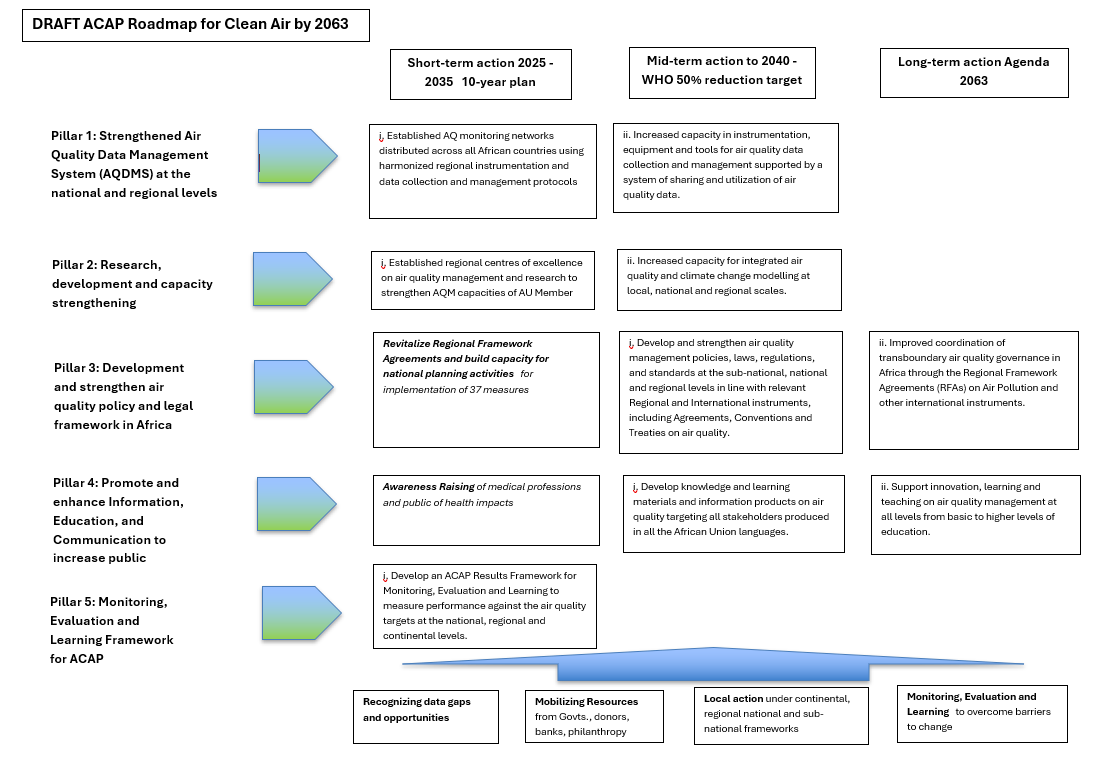 DRAFT ACAP Roadmap for Clean Air by 2063
Short-term action 2025 -
2035 10-year plan
Mid-term action to 2040 -
WHO 50% reduction target
Long-term action Agenda
2063
Pillar 1: Strengthened Air
Quality Data Management
System (AQDMS) at the
national and regional levels
i, Established AQ monitoring networks
distributed across all African countries using
harmonized regional instrumentation and
data collection and management protocols
ii. Increased capacity in instrumentation,
equipment and tools for air quality data
collection and management supported by a
system of sharing and utilization of air
quality data.
Pillar 2: Research,
development and capacity
strengthening
i, Established regional centres of excellence
on air quality management and research to
strengthen AQM capacities of AU Member
ii. Increased capacity for integrated air
quality and climate change modelling at
local, national and regional scales.
Pillar 3: Development
and strengthen air
quality policy and legal
framework in Africa
Revitalize Regional Framework
Agreements and build capacity for
national planning activities for
implementation of 37 measures
i, Develop and strengthen air quality
management policies, laws, regulations,
and standards at the sub-national, national
and regional levels in line with relevant
Regional and International instruments,
including Agreements, Conventions and
Treaties on air quality.
ii. Improved coordination of
transboundary air quality governance in
Africa through the Regional Framework
Agreements (RFAs) on Air Pollution and
other international instruments.
Pillar 4: Promote and
enhance Information,
Education, and
Communication to
increase public
Awareness Raising of medical professions
and public of health impacts
i, Develop knowledge and learning
materials and information products on air
quality targeting all stakeholders produced
in all the African Union languages.
ii. Support innovation, learning and
teaching on air quality management at
all levels from basic to higher levels of
education.
Pillar 5: Monitoring,
Evaluation and
Learning Framework
for ACAP
i, Develop an ACAP Results Framework for
Monitoring, Evaluation and Learning to
measure performance against the air quality
targets at the national, regional and
continental levels.
Recognizing data gaps
and opportunities
Mobilizing Resources
from Govts., donors,
banks, philanthropy
Local action under continental,
regional national and sub-
national frameworks
Monitoring, Evaluation and
Learning to overcome barriers
to change